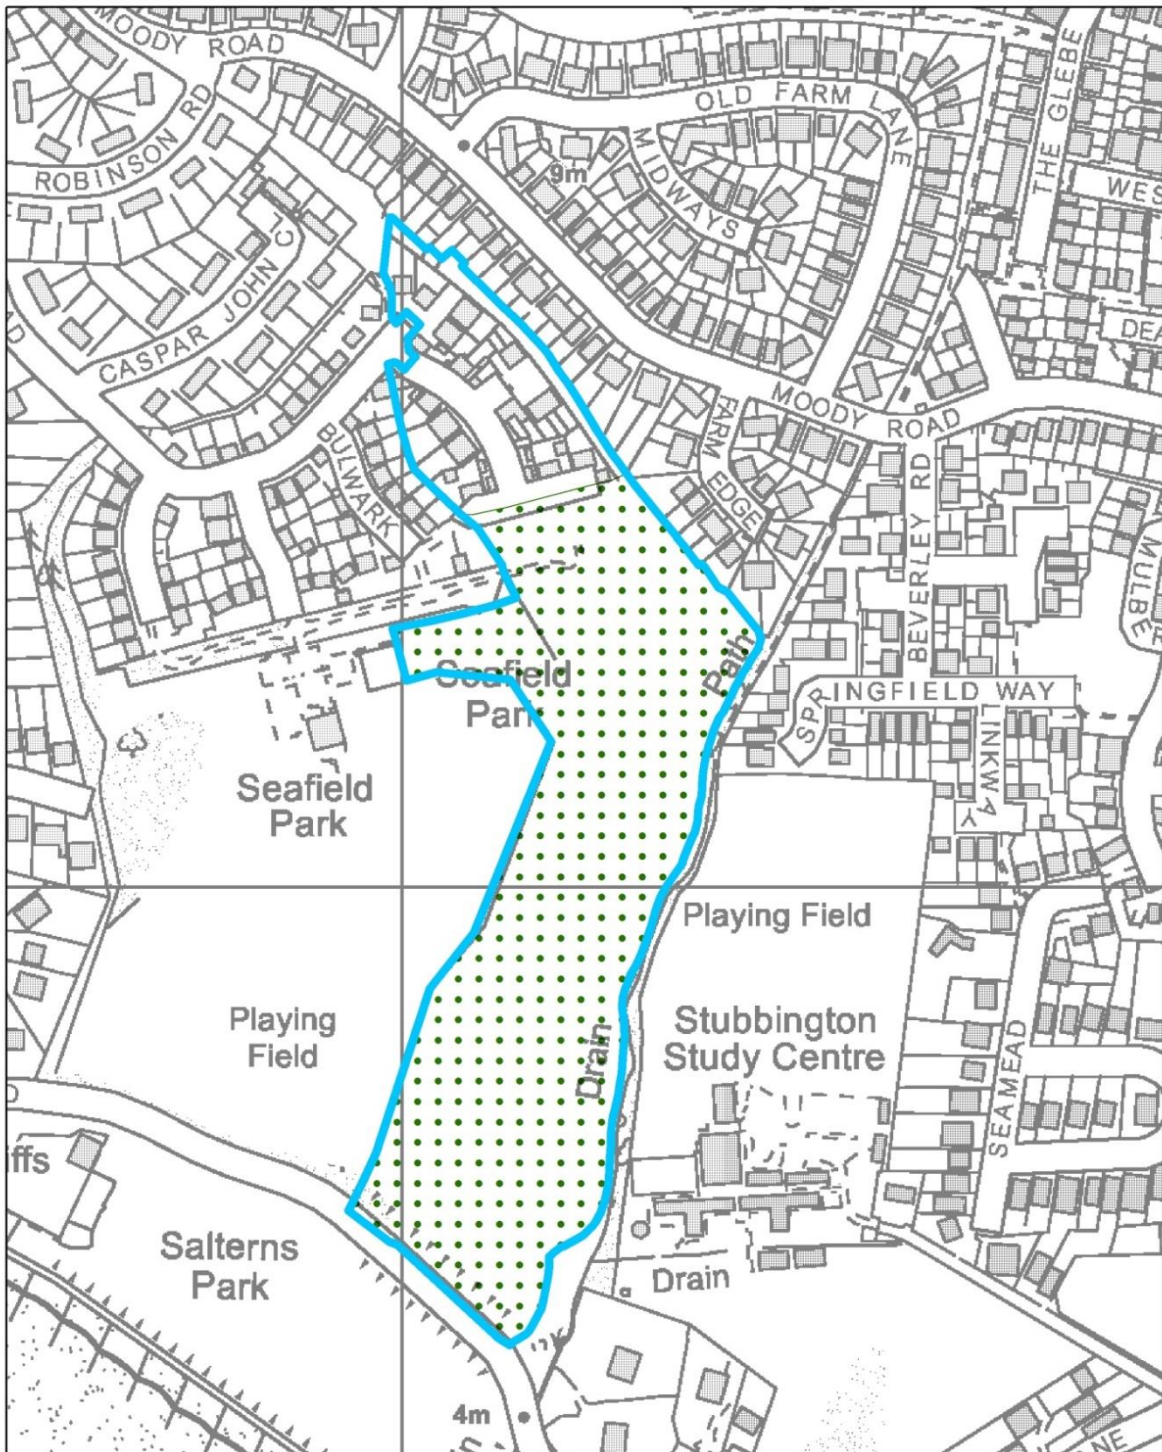 MOODY ROAD
OLD FARM LANE
THE GLEBE
ROBINSON RD
9m
MIDWAYS
WES
CL
CASPAR JOHN
DEA
MOODY ROAD
FARM EDGE
BULWARK
BEVERLEY RD
MULBE
Path
Seafield
Park
SPRINGFIELD WAY
LINKWAY
Seafield
Park
Playing Field
Playing
Field
Stubbington
Study Centre
Drain
SEAMEAD
iffs
Salterns
Park
Drain
4m
NE